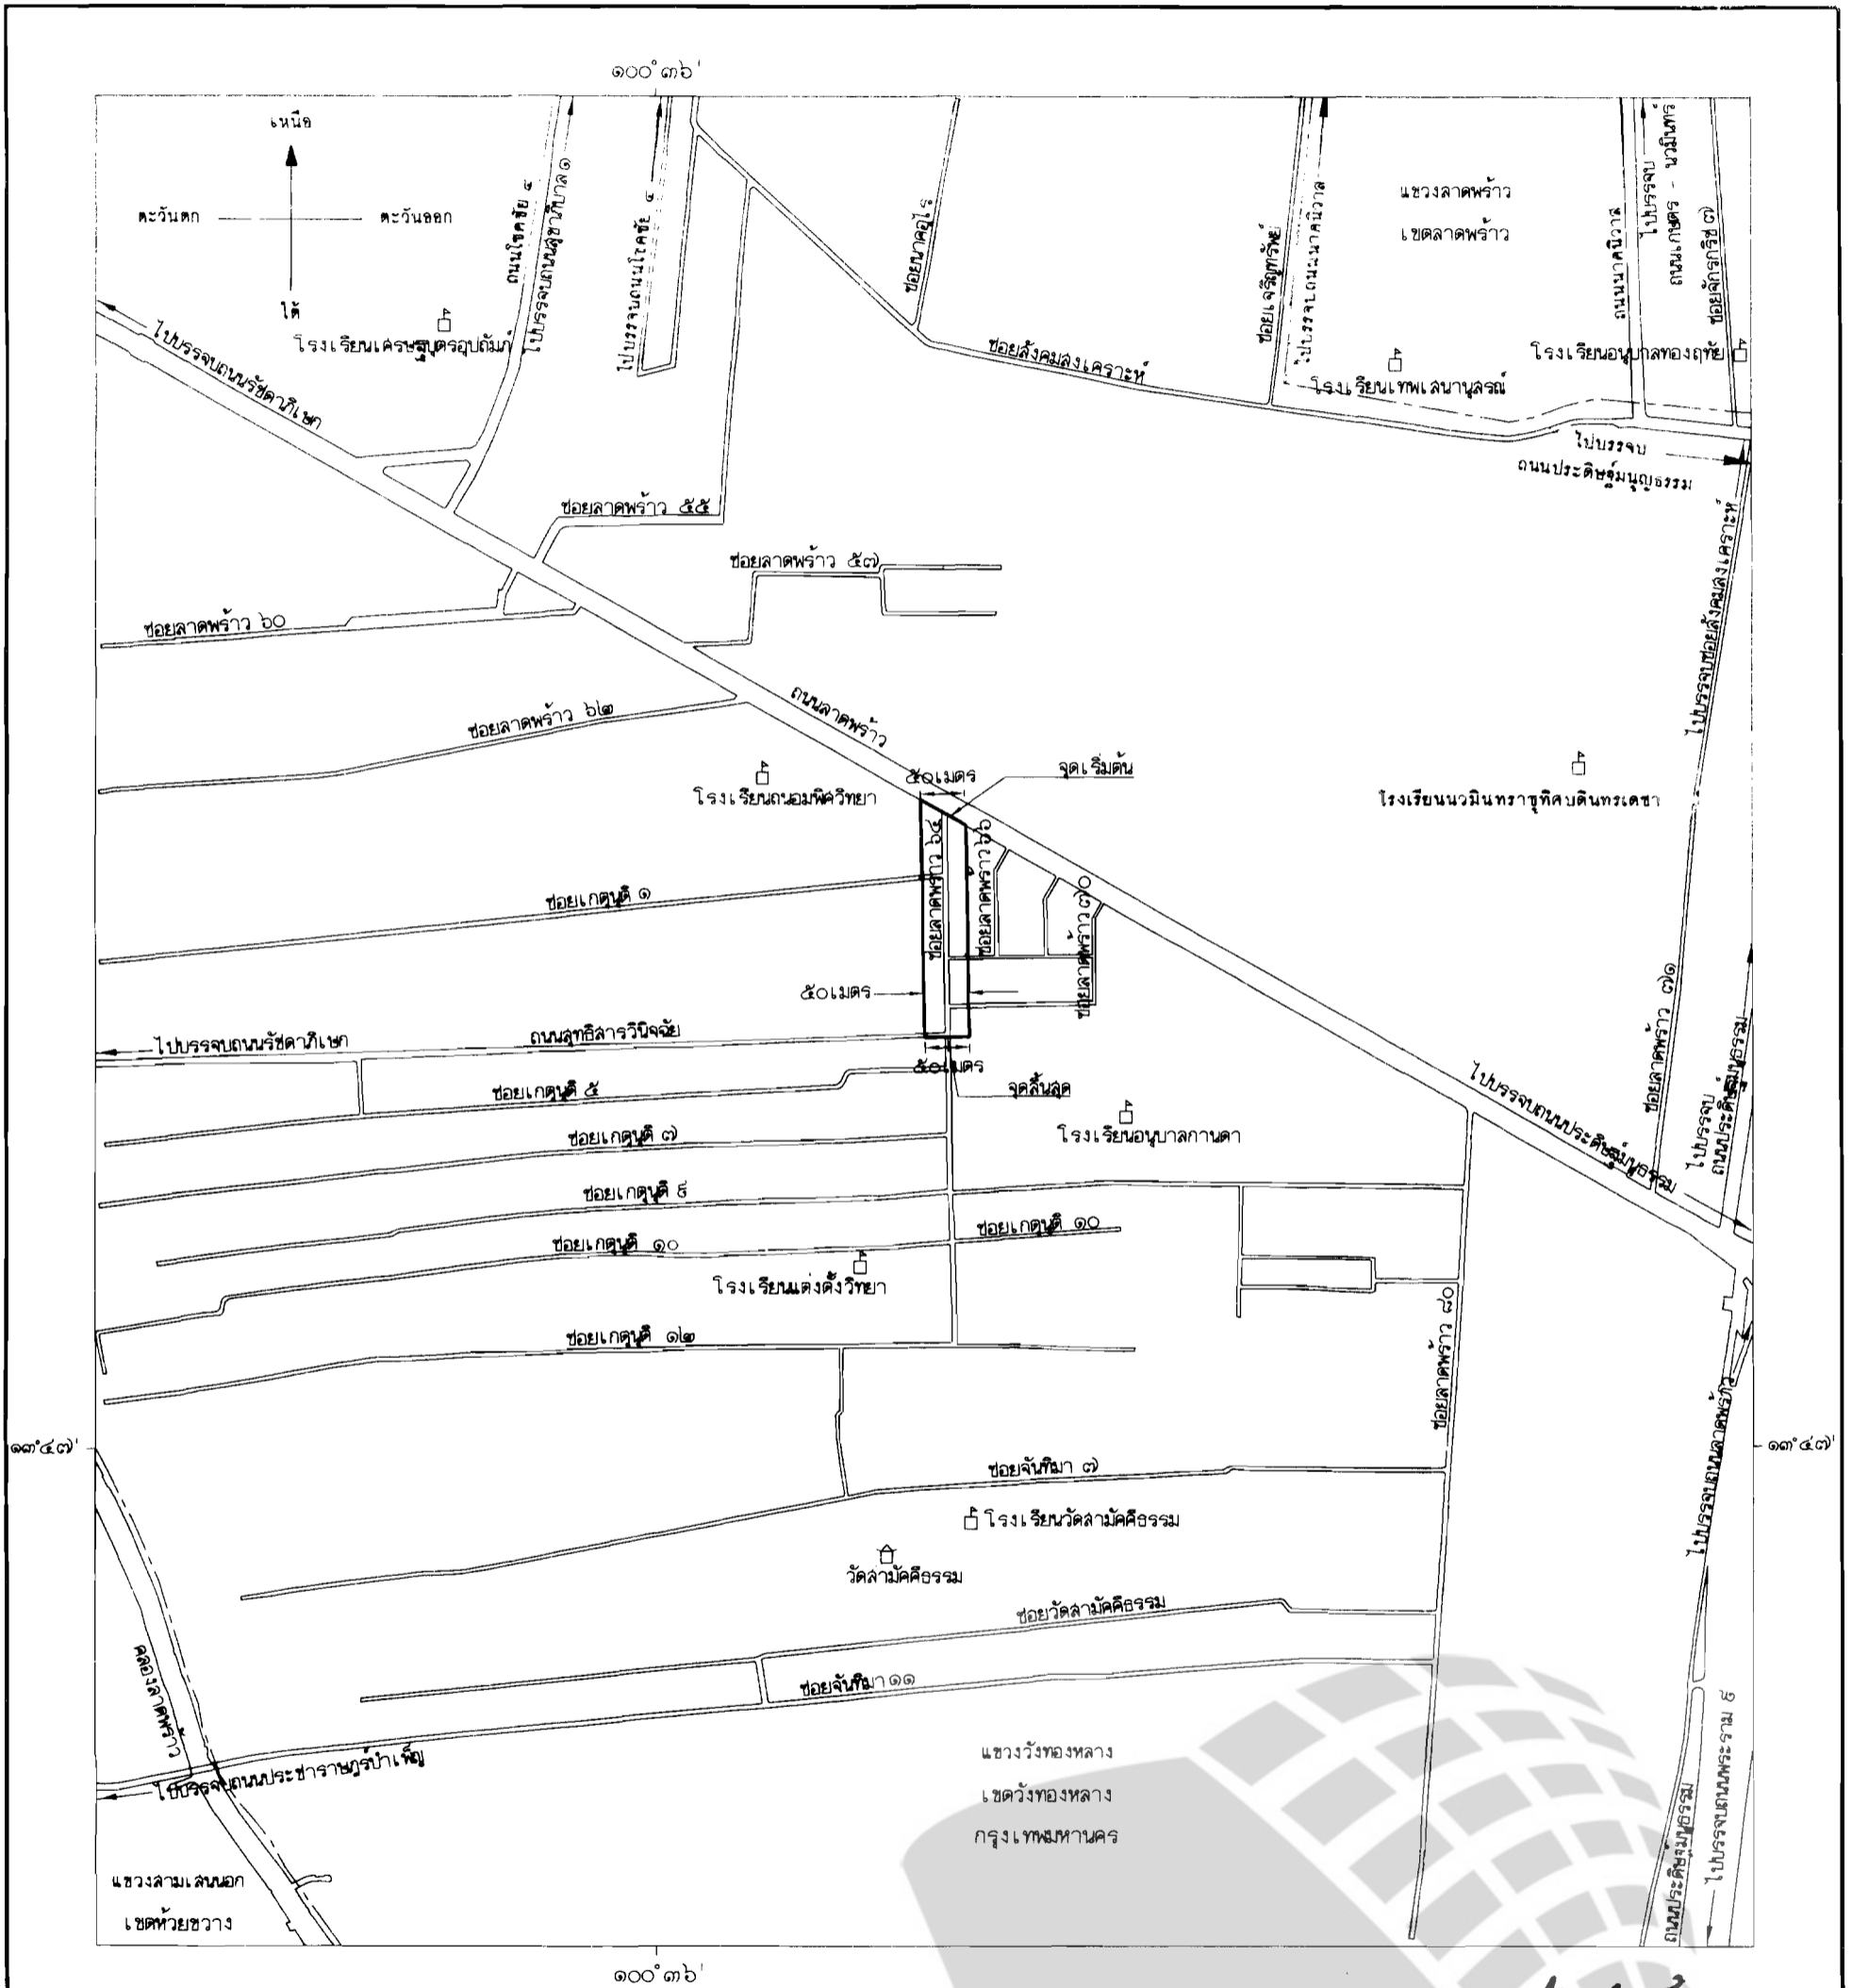 ๑๐๐° ๓๖'
เหนือ
ตะวันตก
ตะวันออก
ใต้
ถนนโชคชัย ๔
ไปบรรจบถนนสุขาภิบาล ๑
ไปบรรจบถนนโชคชัย ๔
ซอยนาคอุไร
ซอยเจริญทรัพย์
ไปบรรจบถนนนาคนิวาส
แขวงลาดพร้าว
เขตลาดพร้าว
ถนนนาคนิวาส
ไปบรรจบ
ถนนเกษตร - นวมินทร์
ซอยจักรกรีช ๗
โรงเรียนเศรษฐบุตรอุปถัมภ์
ไปบรรจบถนนรัชดาภิเษก
ซอยสังคมสงเคราะห์
โรงเรียนเทพเสนานุสรณ์
โรงเรียนอนุบาลทองฤทัย
ไปบรรจบ
ถนนประดิษฐ์มนูญธรรม
ซอยลาดพร้าว ๕๕
ซอยลาดพร้าว ๕๗
ซอยลาดพร้าว ๖๐
ไปบรรจบซอยสังคมสงเคราะห์
ซอยลาดพร้าว ๖๒
ถนนลาดพร้าว
โรงเรียนถนอมพิศวิทยา
๕๐ เมตร
จุดเริ่มต้น
โรงเรียนนวมินทราชูทิศบดินทรเดชา
ซอยลาดพร้าว ๖๔
ซอยลาดพร้าว ๖๖
ซอยลาดพร้าว ๗๐
ซอยเกตุนุติ ๑
๕๐ เมตร
ซอยลาดพร้าว ๗๑
ไปบรรจบถนนรัชดาภิเษก
ถนนสุทธิสารวินิจฉัย
๕๐ เมตร
จุดสิ้นสุด
ซอยเกตุนุติ ๕
ไปบรรจบถนนประดิษฐ์มนูธรรม
ไปบรรจบ
ถนนประดิษฐ์มนูธรรม
โรงเรียนอนุบาลกานดา
ซอยเกตุนุติ ๗
ซอยเกตุนุติ ๙
ซอยเกตุนุติ ๑๐
ซอยเกตุนุติ ๑๐
โรงเรียนแต่งตั้งวิทยา
ซอยเกตุนุติ ๑๒
ซอยลาดพร้าว ๘๐
ไปบรรจบถนนลาดพร้าว
๑๓° ๔๗'
๑๓° ๔๗'
ซอยจันทิมา ๗
โรงเรียนวัดสามัคคีธรรม
วัดสามัคคีธรรม
ซอยวัดสามัคคีธรรม
คลองลาดพร้าว
ซอยจันทิมา ๑๑
ไปบรรจบถนนประชาราษฎร์บำเพ็ญ
แขวงวังทองหลาง
เขตวังทองหลาง
กรุงเทพมหานคร
ถนนประดิษฐ์มนูธรรม
ไปบรรจบถนนพระราม ๙
แขวงสามเสนนอก
เขตห้วยขวาง
๑๐๐° ๓๖'